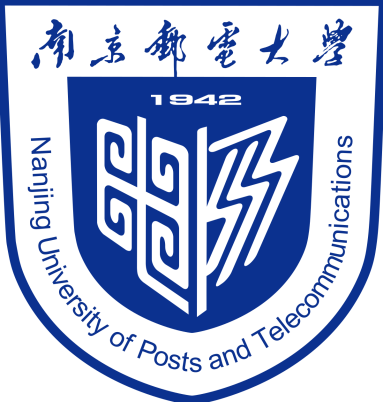 南京郵電大學
1942
Nanjing University of Posts and Telecommunications